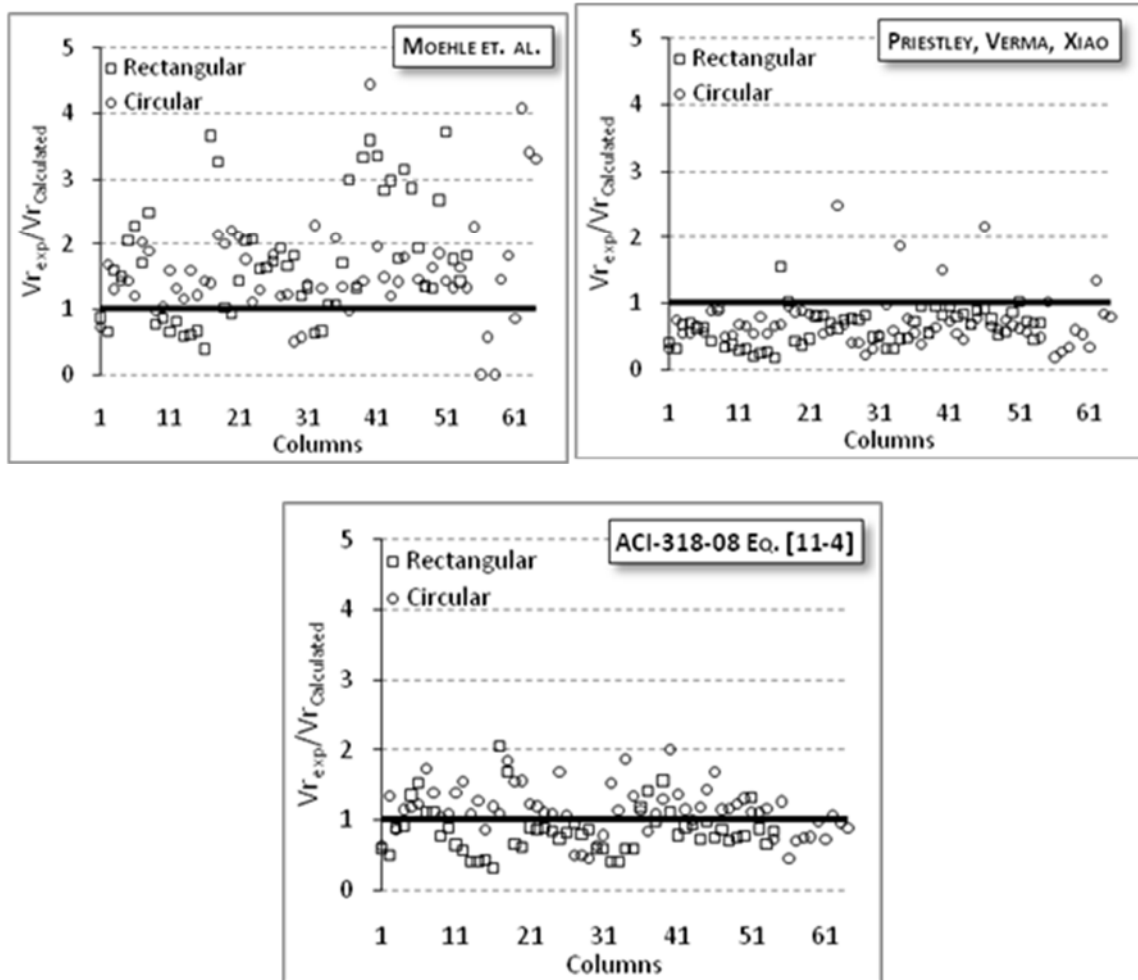 MOEHLE ET. AL.
Rectangular
Circular
Vr_exp/Vr_Calculated
5
4
3
2
1
0
1 11 21 31 41 51 61
Columns
PRIESTLEY, VERMA, XIAO
Rectangular
Circular
Vr_exp/Vr_Calculated
5
4
3
2
1
0
1 11 21 31 41 51 61
Columns
ACI-318-08 EQ. [11-4]
Rectangular
Circular
Vr_exp/Vr_Calculated
5
4
3
2
1
0
1 11 21 31 41 51 61
Columns